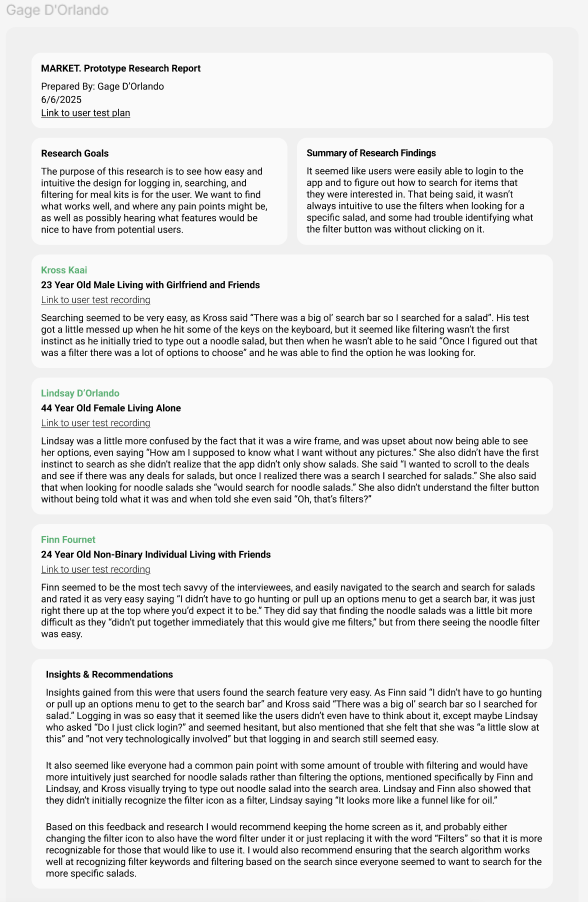 Gage D'Orlando
MARKET. Prototype Research Report
Prepared By: Gage D'Orlando
6/6/2025
Link to user test plan
Research Goals
The purpose of this research is to see how easy and
intuitive the design for logging in, searching, and
filtering for meal kits is for the user. We want to find
what works well, and where any pain points might be,
as well as possibly hearing what features would be
nice to have from potential users.
Summary of Research Findings
It seemed like users were easily able to login to the
app and to figure out how to search for items that
they were interested in. That being said, it wasn't
always intuitive to use the filters when looking for a
specific salad, and some had trouble identifying what
the filter button was without clicking on it.
Kross Kaai
23 Year Old Male Living with Girlfriend and Friends
Link to user test recording
Searching seemed to be very easy, as Kross said "There was a big ol' search bar so I searched for a salad". His test
got a little messed up when he hit some of the keys on the keyboard, but it seemed like filtering wasn't the first
instinct as he initially tried to type out a noodle salad, but then when he wasn't able to he said "Once I figured out that
was a filter there was a lot of options to choose" and he was able to find the option he was looking for.
Lindsay D'Orlando
44 Year Old Female Living Alone
Link to user test recording
Lindsay was a little more confused by the fact that it was a wire frame, and was upset about now being able to see
her options, even saying "How am I supposed to know what I want without any pictures." She also didn't have the first
instinct to search as she didn't realize that the app didn't only show salads. She said "I wanted to scroll to the deals
and see if there was any deals for salads, but once I realized there was a search I searched for salads." She also said
that when looking for noodle salads she "would search for noodle salads." She also didn't understand the filter button
without being told what it was and when told she even said "Oh, that's filters?"
Finn Fournet
24 Year Old Non-Binary Individual Living with Friends
Link to user test recording
Finn seemed to be the most tech savvy of the interviewees, and easily navigated to the search and search for salads
and rated it as very easy saying "I didn't have to go hunting or pull up an options menu to get a search bar, it was just
right there up at the top where you'd expect it to be." They did say that finding the noodle salads was a little bit more
difficult as they "didn't put together immediately that this would give me filters," but from there seeing the noodle filter
was easy.
Insights & Recommendations
Insights gained from this were that users found the search feature very easy. As Finn said "I didn't have to go hunting
or pull up an options menu to get to the search bar" and Kross said "There was a big ol' search bar so I searched for
salad." Logging in was so easy that it seemed like the users didn't even have to think about it, except maybe Lindsay
who asked "Do I just click login?" and seemed hesitant, but also mentioned that she felt that she was "a little slow at
this" and "not very technologically involved" but that logging in and search still seemed easy.
It also seemed like everyone had a common pain point with some amount of trouble with filtering and would have
more intuitively just searched for noodle salads rather than filtering the options, mentioned specifically by Finn and
Lindsay, and Kross visually trying to type out noodle salad into the search area. Lindsay and Finn also showed that
they didn't initially recognize the filter icon as a filter, Lindsay saying "It looks more like a funnel like for oil."
Based on this feedback and research I would recommend keeping the home screen as it, and probably either
changing the filter icon to also have the word filter under it or just replacing it with the word "Filters" so that it is more
recognizable for those that would like to use it. I would also recommend ensuring that the search algorithm works
well at recognizing filter keywords and filtering based on the search since everyone seemed to want to search for the
more specific salads.